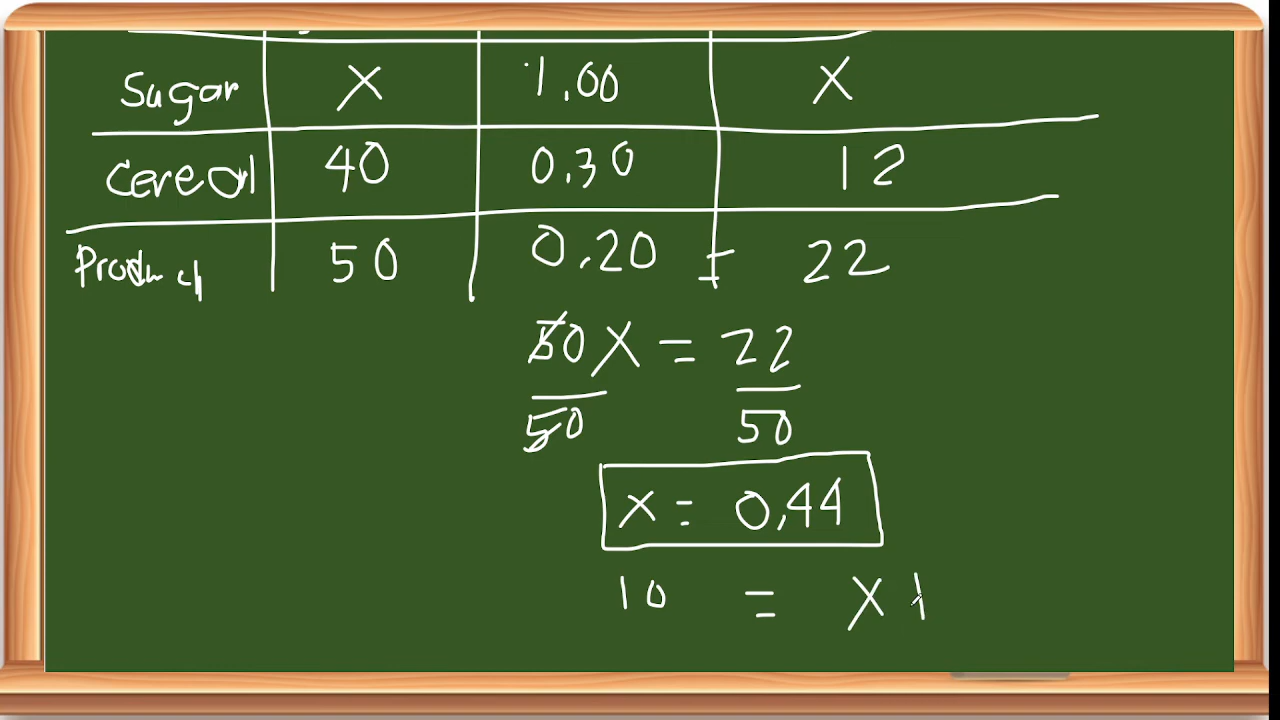 Sugar X 1.00 X
Cereal 40 0.30 12
Product 50 0.20 = 22
50X = 22
50 50
X = 0,44
10 = X +